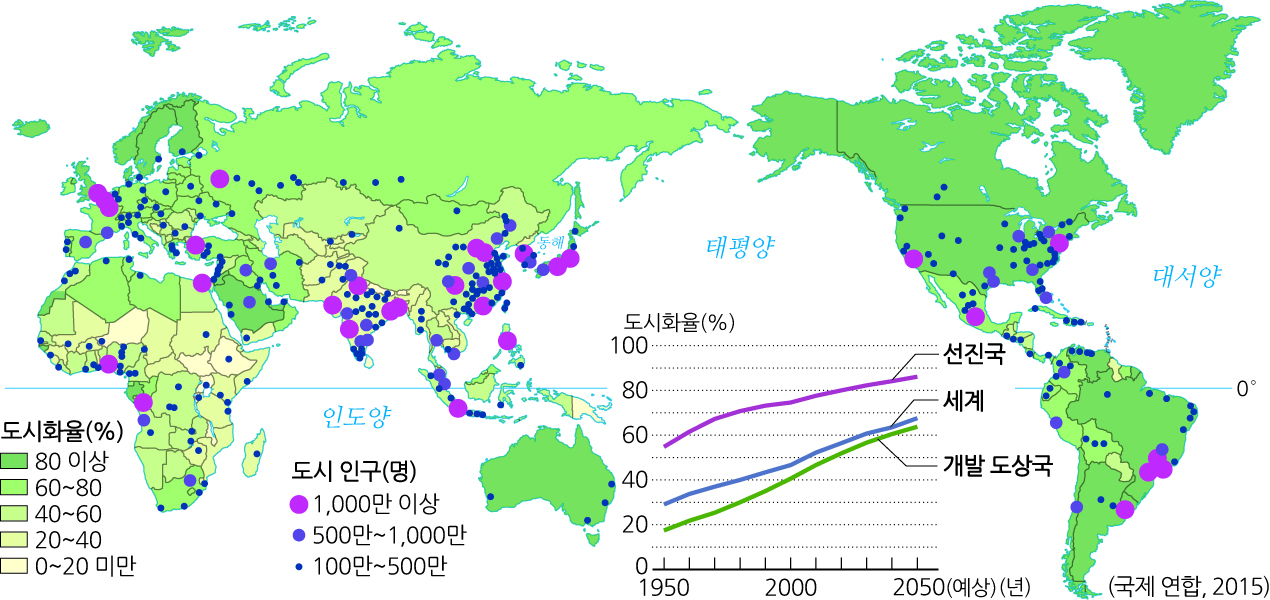 동해
태평양
대서양
인도양
0°
도시화율(%)
80 이상
60~80
40~60
20~40
0~20 미만
도시 인구(명)
1,000만 이상
500만~1,000만
100만~500만
도시화율(%)
100
80
60
40
20
0
선진국
세계
개발 도상국
1950 2000 2050(예상) (년)
(국제 연합, 2015)